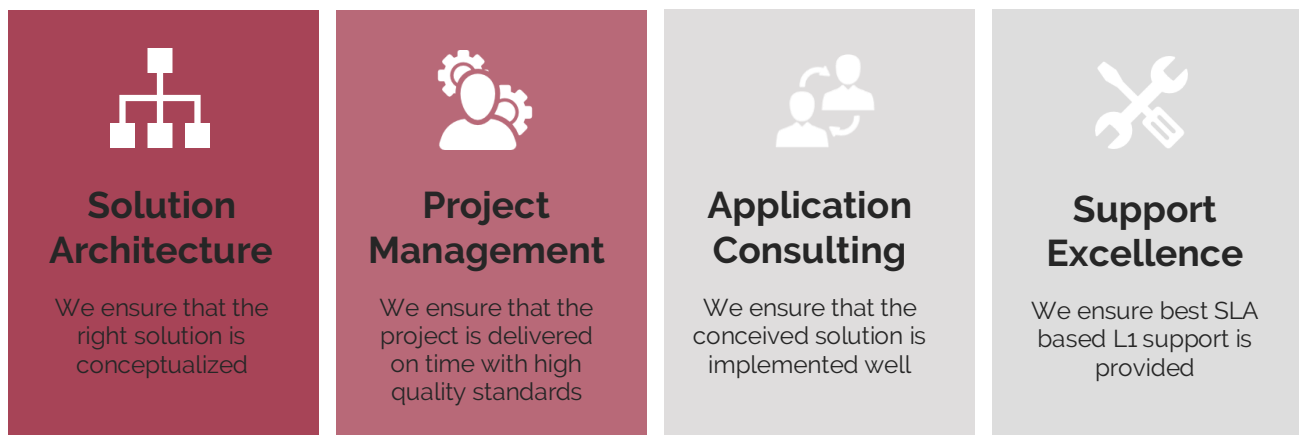 Solution
Architecture
We ensure that the
right solution is
conceptualized
Project
Management
We ensure that the
project is delivered
on time with high
quality standards
Application
Consulting
We ensure that the
conceived solution is
implemented well
Support
Excellence
We ensure best SLA
based L1 support is
provided